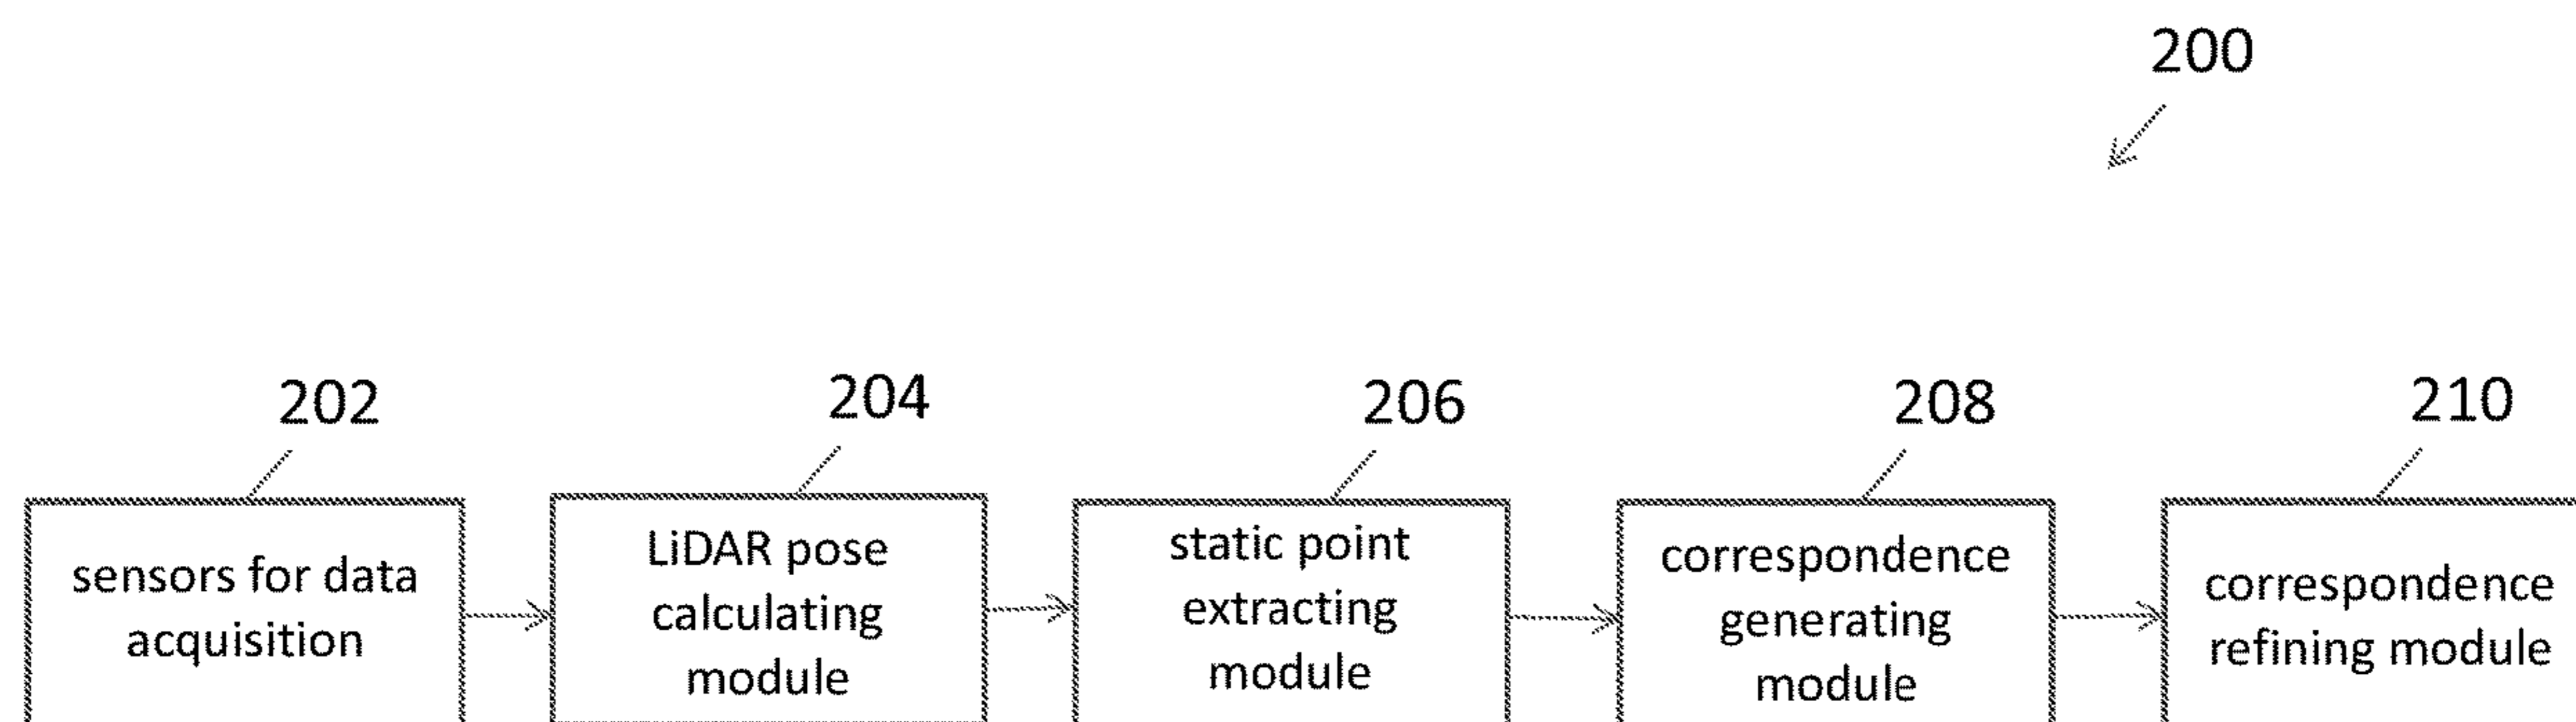 200
202
204
206
208
210
sensors for data
acquisition
LiDAR pose
calculating
module
static point
extracting
module
correspondence
generating
module
correspondence
refining module